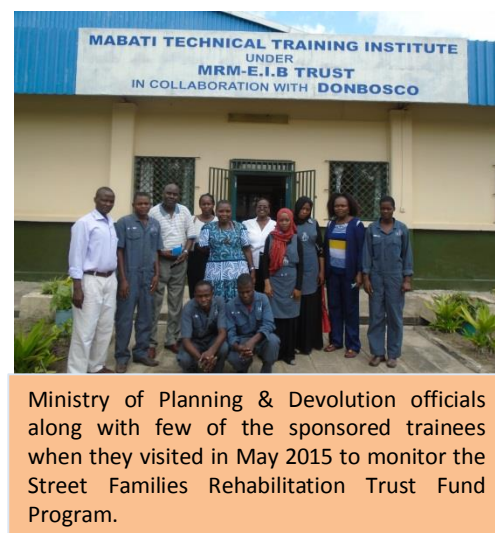 MABATI TECHNICAL TRAINING INSTITUTE
UNDER
MRM-E.I.B TRUST
IN COLLABORATION WITH DONBOSCO
Ministry of Planning & Devolution officials
along with few of the sponsored trainees
when they visited in May 2015 to monitor the
Street Families Rehabilitation Trust Fund
Program.